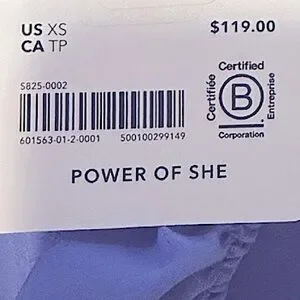 US XS
CA TP
$119.00
S825-0002
601563-01-2-0001 500100299149
Certified
Certifiée
B
Entreprise
Corporation
POWER OF SHE